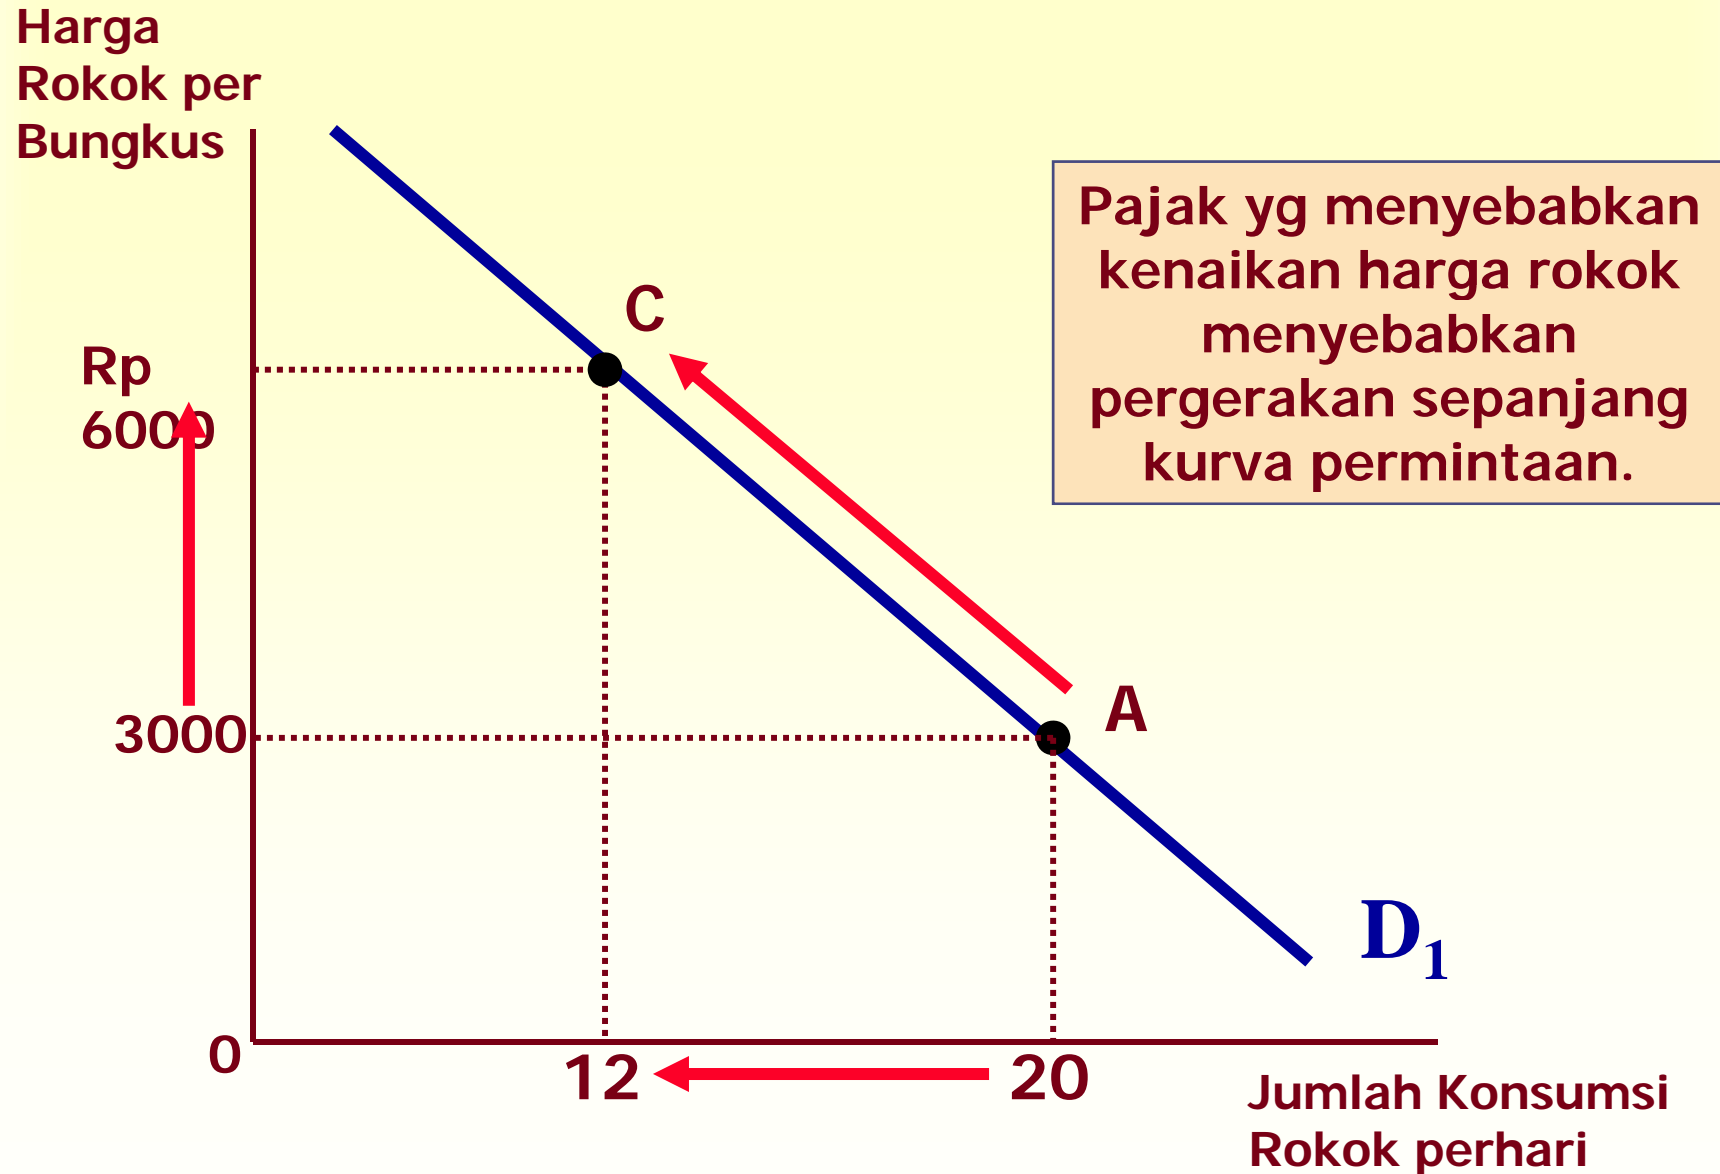 Harga
Rokok per
Bungkus
Pajak yg menyebabkan
kenaikan harga rokok
menyebabkan
pergerakan sepanjang
kurva permintaan.
C
Rp
6000
A
3000
D1
0
12
20
Jumlah Konsumsi
Rokok perhari